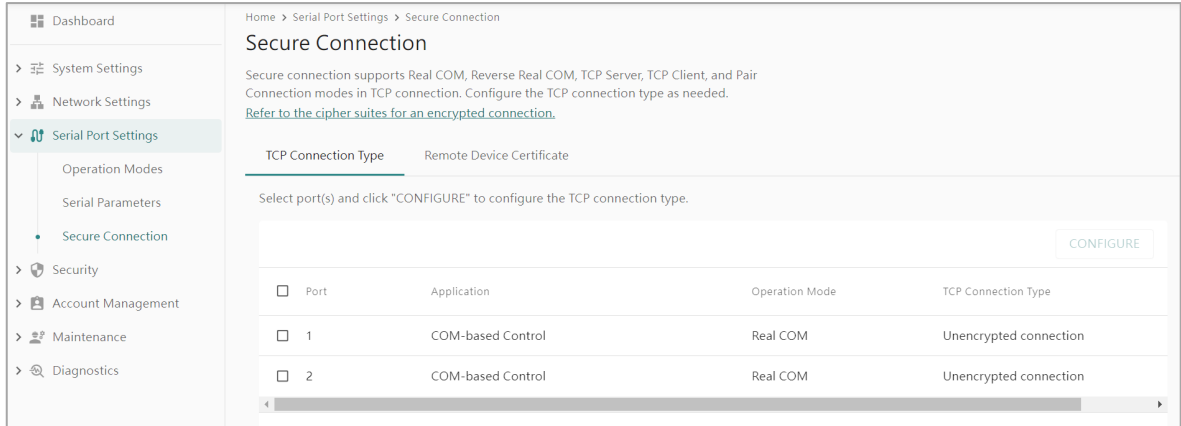 Dashboard
System Settings
Network Settings
Serial Port Settings
Operation Modes
Serial Parameters
Secure Connection
Security
Account Management
Maintenance
Diagnostics
Home > Serial Port Settings > Secure Connection
Secure Connection
Secure connection supports Real COM, Reverse Real COM, TCP Server, TCP Client, and Pair
Connection modes in TCP connection. Configure the TCP connection type as needed.
Refer to the cipher suites for an encrypted connection.
TCP Connection Type Remote Device Certificate
Select port(s) and click "CONFIGURE" to configure the TCP connection type.
CONFIGURE
Port Application Operation Mode TCP Connection Type
1 COM-based Control Real COM Unencrypted connection
2 COM-based Control Real COM Unencrypted connection